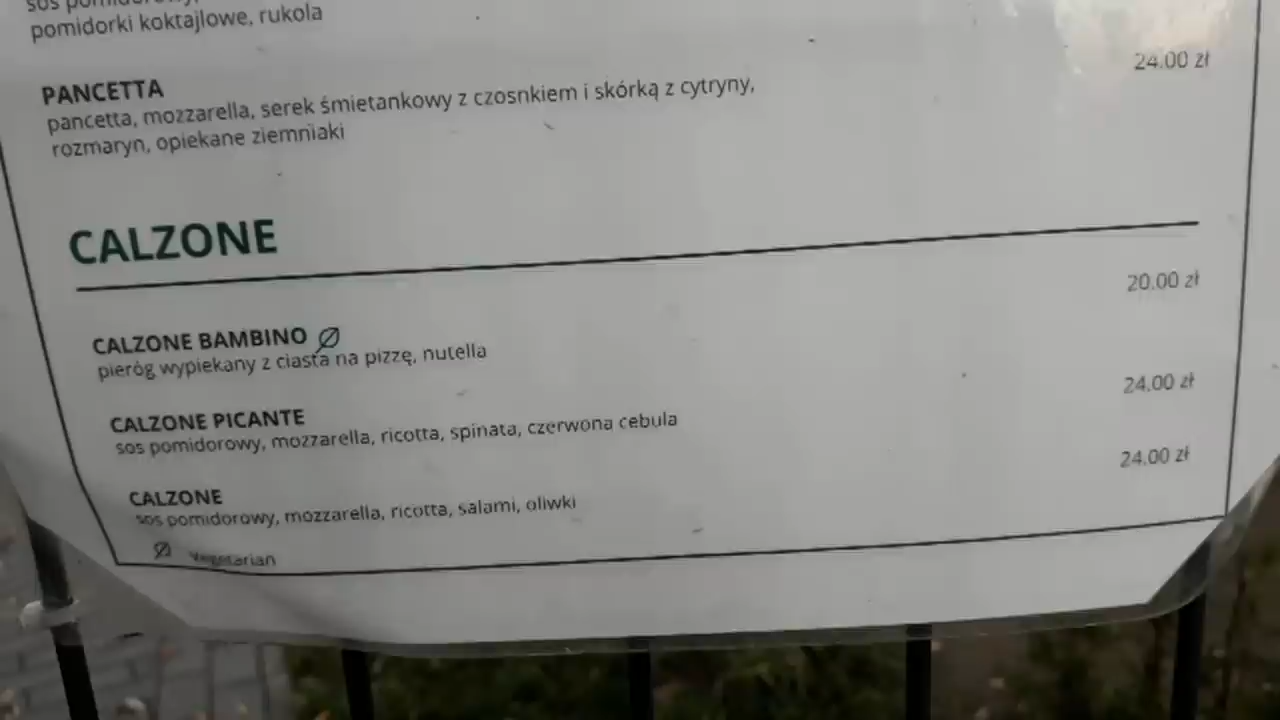 sos pomidorowy,
pomidorki koktajlowe, rukola
PANCETTA 24.00 zł
pancetta, mozzarella, serek śmietankowy z czosnkiem i skórką z cytryny,
rozmaryn, opiekane ziemniaki
CALZONE
CALZONE BAMBINO 20.00 zł
pieróg wypiekany z ciasta na pizzę, nutella
CALZONE PICANTE 24.00 zł
sos pomidorowy, mozzarella, ricotta, spinata, czerwona cebula
CALZONE 24.00 zł
sos pomidorowy, mozzarella, ricotta, salami, oliwki
Vegetarian